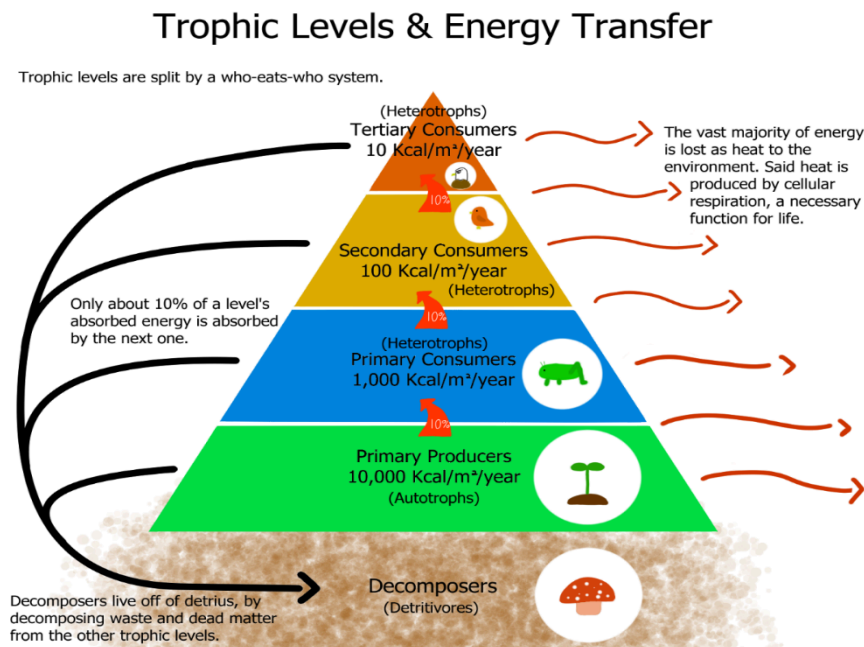 Trophic Levels & Energy Transfer
Trophic levels are split by a who-eats-who system.
(Heterotrophs)
Tertiary Consumers
10 Kcal/m²/year
10%
The vast majority of energy
is lost as heat to the
environment. Said heat is
produced by cellular
respiration, a necessary
function for life.
Secondary Consumers
100 Kcal/m²/year
(Heterotrophs)
10%
Only about 10% of a level's
absorbed energy is absorbed
by the next one.
(Heterotrophs)
Primary Consumers
1,000 Kcal/m²/year
10%
Primary Producers
10,000 Kcal/m²/year
(Autotrophs)
Decomposers
(Detritivores)
Decomposers live off of detrius, by
decomposing waste and dead matter
from the other trophic levels.